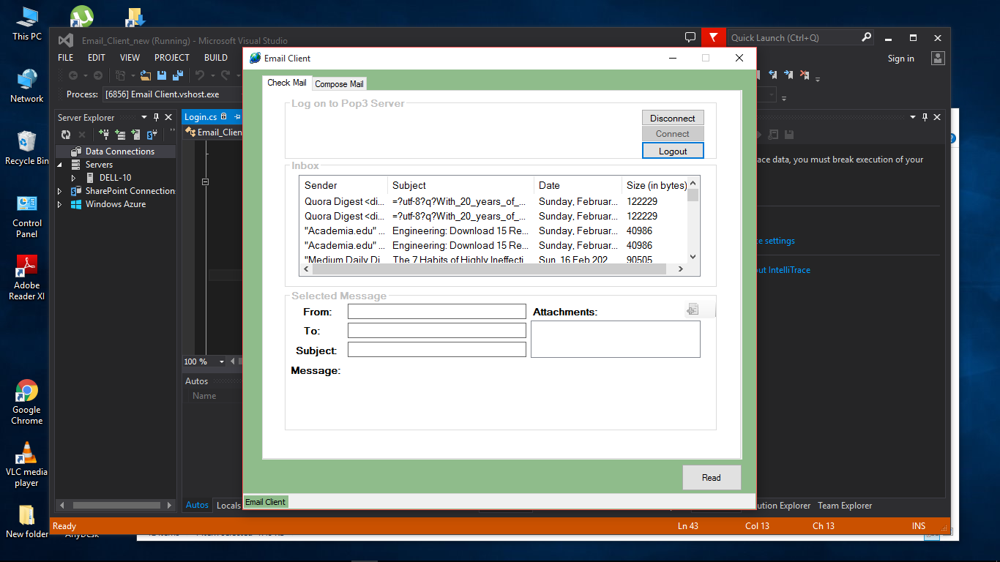 This PC
Network
Recycle Bin
Control
Panel
Adobe
Reader XI
Google
Chrome
VLC media
player
New folder
AnyDesk
Email_Client_new (Running) - Microsoft Visual Studio
Quick Launch (Ctrl+Q)
FILE EDIT VIEW PROJECT BUILD
Sign in
Process: [6856] Email Client.vshost.exe
Server Explorer
Data Connections
Servers
DELL-10
SharePoint Connection
Windows Azure
Login.cs
Email_Clien
100 %
Autos
Name
Autos Locals
Email Client
Check Mail Compose Mail
Log on to Pop3 Server
Disconnect
Connect
Logout
Inbox
Sender Subject Date Size (in bytes)
Quora Digest <di... =?utf-8?q?With_20_years_of_... Sunday, Februar... 122229
Quora Digest <di... =?utf-8?q?With_20_years_of_... Sunday, Februar... 122229
"Academia.edu" ... Engineering: Download 15 Re... Sunday, Februar... 40986
"Academia.edu" ... Engineering: Download 15 Re... Sunday, Februar... 40986
"Medium Daily Di The 7 Habits of Highly Ineffecti Sun, 16 Feb 202 90505
Selected Message
From:
To:
Subject:
Message:
Attachments:
Read
Email Client
ace data, you must break execution of your
e settings
out IntelliTrace
ution Explorer Team Explorer
Ready Ln 43 Col 13 Ch 13 INS